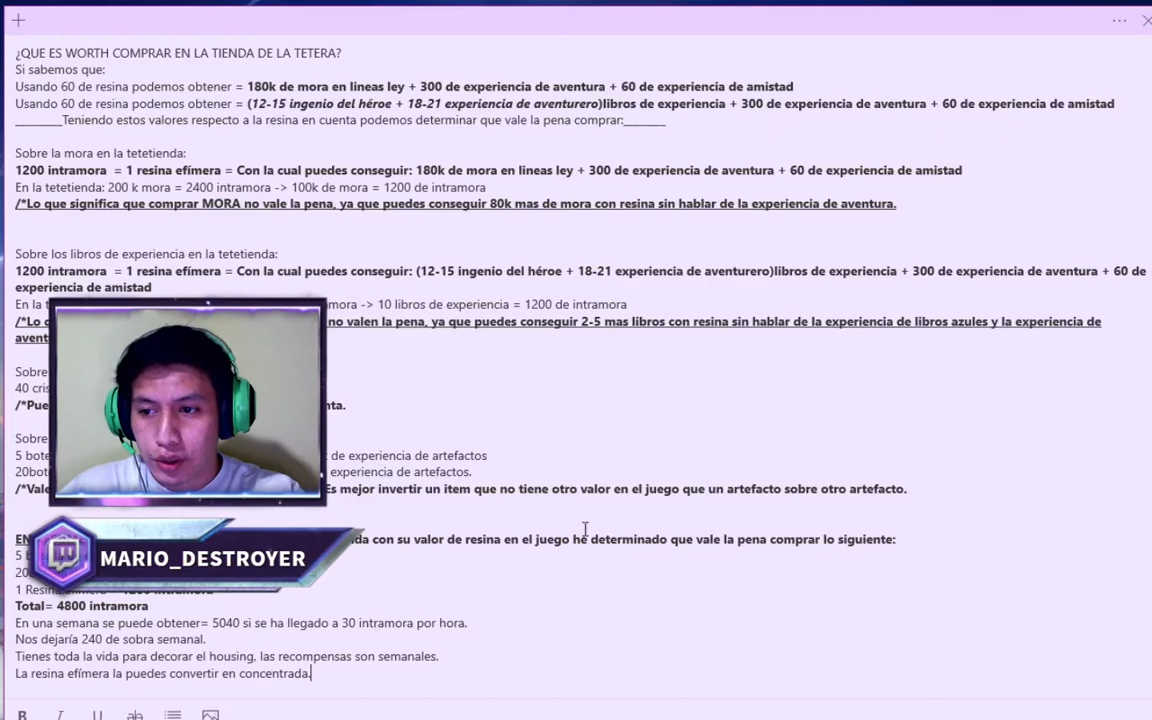 ¿QUE ES WORTH COMPRAR EN LA TIENDA DE LA TETERA?
Si sabemos que:
Usando 60 de resina podemos obtener = 180k de mora en lineas ley + 300 de experiencia de aventura + 60 de experiencia de amistad
Usando 60 de resina podemos obtener = (12-15 ingenio del héroe + 18-21 experiencia de aventurero)libros de experiencia + 300 de experiencia de aventura + 60 de experiencia de amistad
_______Teniendo estos valores respecto a la resina en cuenta podemos determinar que vale la pena comprar:______
Sobre la mora en la tetetienda:
1200 intramora = 1 resina efímera = Con la cual puedes conseguir: 180k de mora en lineas ley + 300 de experiencia de aventura + 60 de experiencia de amistad
En la tetetienda: 200 k mora = 2400 intramora -> 100k de mora = 1200 de intramora
/*Lo que significa que comprar MORA no vale la pena, ya que puedes conseguir 80k mas de mora con resina sin hablar de la experiencia de aventura.
Sobre los libros de experiencia en la tetetienda:
1200 intramora = 1 resina efímera = Con la cual puedes conseguir: (12-15 ingenio del héroe + 18-21 experiencia de aventurero)libros de experiencia + 300 de experiencia de aventura + 60 de
experiencia de amistad
En la mora -> 10 libros de experiencia = 1200 de intramora
/*Lo no valen la pena, ya que puedes conseguir 2-5 mas libros con resina sin hablar de la experiencia de libros azules y la experiencia de
Sobre
40
5 de experiencia de artefactos
experiencia de artefactos.
Es mejor invertir un item que no tiene otro valor en el juego que un artefacto sobre otro artefacto.
con su valor de resina en el juego he determinado que vale la pena comprar lo siguiente:
MARIO_DESTROYER
1
Total= 4800 intramora
En una semana se puede obtener= 5040 si se ha llegado a 30 intramora por hora.
Nos dejaría 240 de sobra semanal.
Tienes toda la vida para decorar el housing, las recompensas son semanales.
La resina efímera la puedes convertir en concentrada.
B I U ab